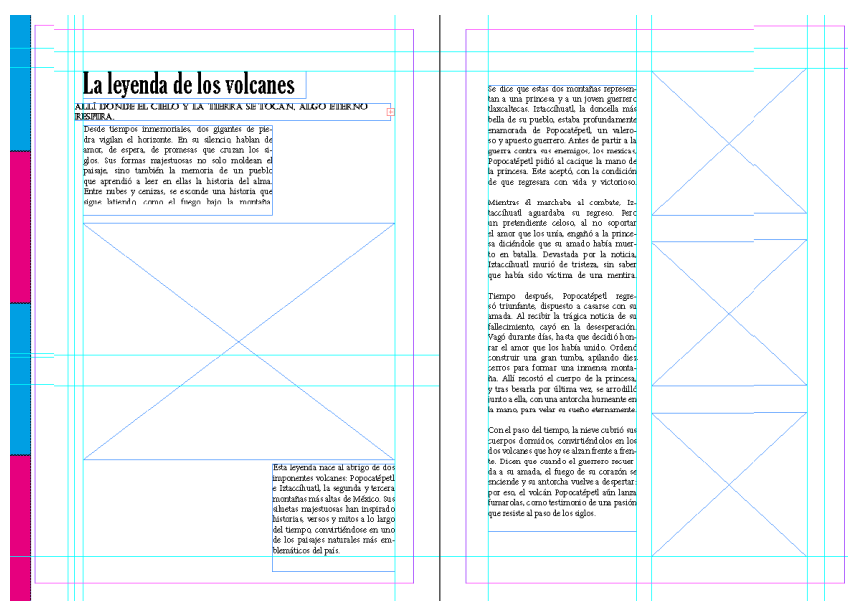 La leyenda de los volcanes
ALLÍ DONDE EL CIELO Y LA TIERRA SE TOCAN, ALGO ETERNO
RESPIRA.
Desde tiempos inmemoriales, dos gigantes de pie-
dra vigilan el horizonte. En su silencio hablan de
amor, de espera, de promesas que cruzan los si-
glos. Sus formas majestuosas no solo moldean el
paisaje, sino también la memoria de un pueblo
que aprendió a leer en ellas la historia del alma.
Entre nubes y cenizas, se esconde una historia que
sigue latiendo, como el fuego bajo la montaña
Esta leyenda nace al abrigo de dos
imponentes volcanes: Popocatépetl
e Iztaccíhuatl, la segunda y tercera
montañas más altas de México. Sus
siluetas majestuosas han inspirado
historias, versos y mitos a lo largo
del tiempo, convirtiéndose en uno
de los paisajes naturales más em-
blemáticos del país.
Se dice que estas dos montañas represen-
tan a una princesa y a un joven guerrero
tlaxcaltecas. Iztaccíhuatl, la doncella más
bella de su pueblo, estaba profundamente
enamorada de Popocatépetl, un valero-
so y apuesto guerrero. Antes de partir a la
guerra contra sus enemigos, los mexicas,
Popocatépetl pidió al cacique la mano de
la princesa. Este aceptó, con la condición
de que regresara con vida y victorioso.
Mientras él marchaba al combate, Iz-
taccíhuatl aguardaba su regreso. Pero
un pretendiente celoso, al no soportar
el amor que los unía, engañó a la prince-
sa diciéndole que su amado había muer-
to en batalla. Devastada por la noticia,
Iztaccíhuatl murió de tristeza, sin saber
que había sido víctima de una mentira.
Tiempo después, Popocatépetl regre-
só triunfante, dispuesto a casarse con su
amada. Al recibir la trágica noticia de su
fallecimiento, cayó en la desesperación.
Vagó durante días, hasta que decidió hon-
rar el amor que los había unido. Ordenó
construir una gran tumba, apilando diez
cerros para formar una inmensa monta-
ña. Allí recostó el cuerpo de la princesa,
y tras besarla por última vez, se arrodilló
junto a ella, con una antorcha humeante en
la mano, para velar su sueño eternamente.
Con el paso del tiempo, la nieve cubrió sus
cuerpos dormidos, convirtiéndolos en los
dos volcanes que hoy se alzan frente a fren-
te. Dicen que cuando el guerrero recuer
da a su amada, el fuego de su corazón se
enciende y su antorcha vuelve a despertar:
por eso, el volcán Popocatépetl aún lanza
fumarolas, como testimonio de una pasión
que resiste al paso de los siglos.